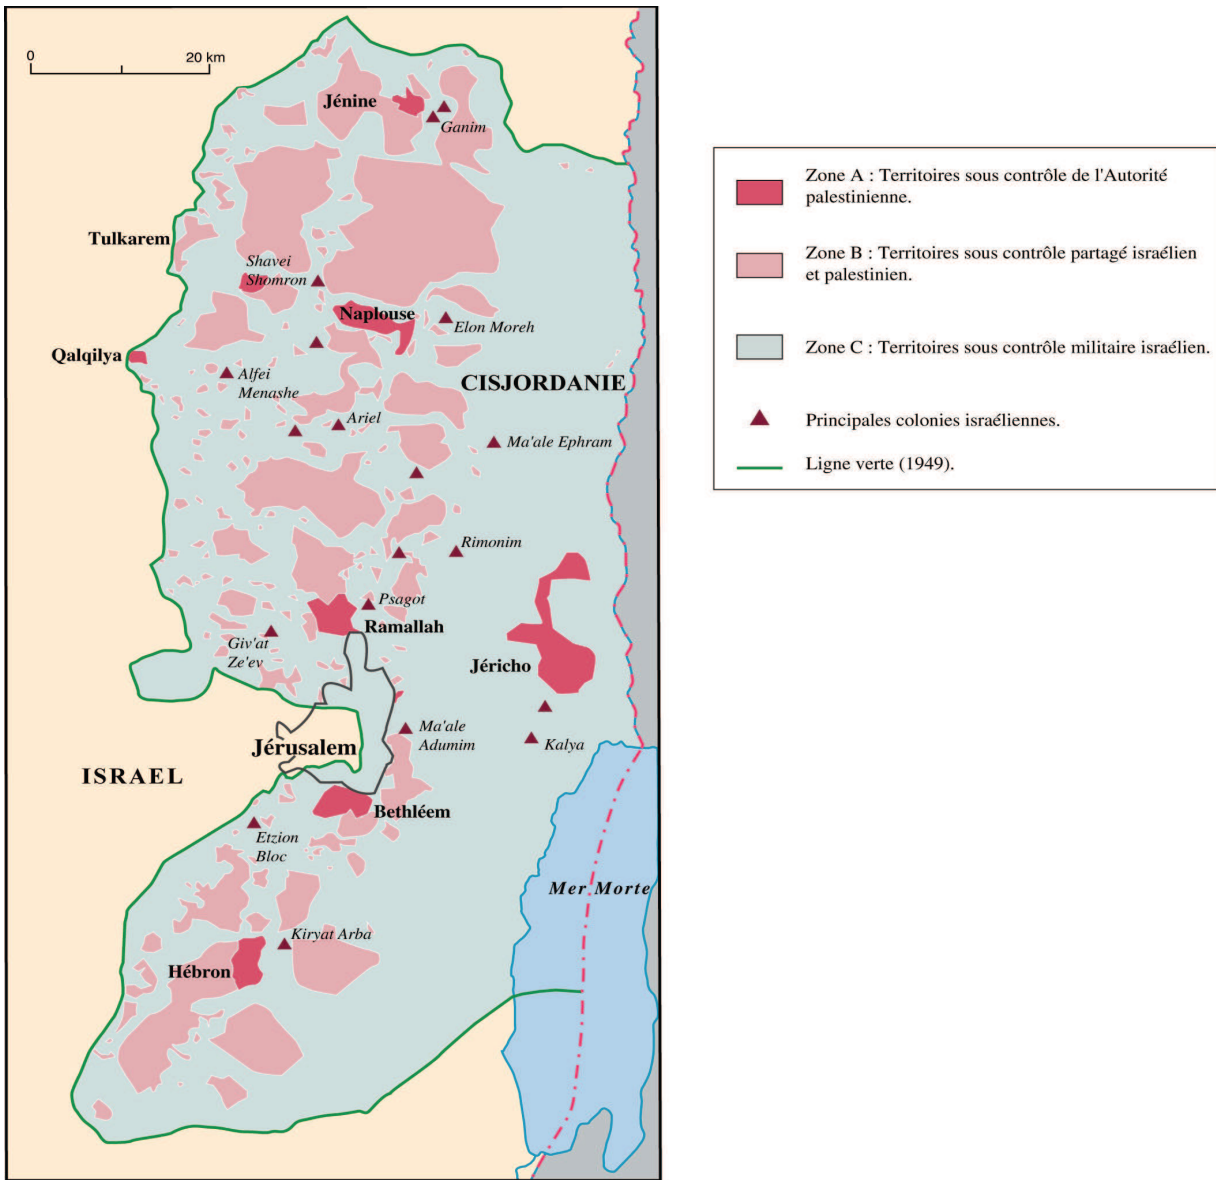 0
20 km
Jénine
Ganim
Tulkarem
Shavei
Shomron
Naplouse
Elon Moreh
Qalqilya
Alfei
Menashe
CISJORDANIE
Ariel
Ma'ale Ephram
Rimonim
Psagot
Ramallah
Giv'at
Ze'ev
Jéricho
Ma'ale
Adumim
Kalya
Jérusalem
ISRAEL
Bethléem
Etzion
Bloc
Mer Morte
Kiryat Arba
Hébron
Zone A : Territoires sous contrôle de l'Autorité
palestinienne.
Zone B : Territoires sous contrôle partagé israélien
et palestinien.
Zone C : Territoires sous contrôle militaire israélien.
Principales colonies israéliennes.
Ligne verte (1949).